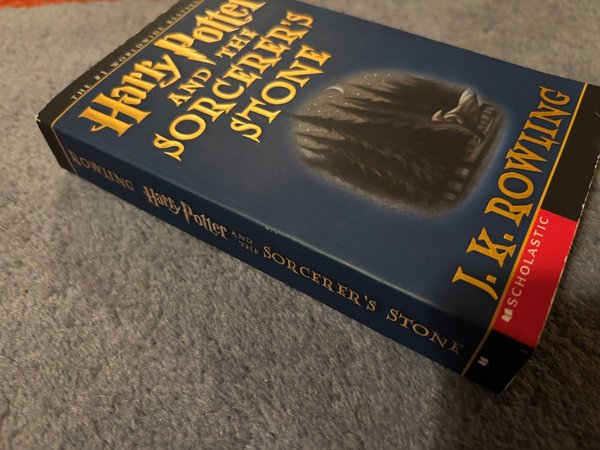 THE #1 WORLDWIDE BESTSELLER
Harry Potter
AND THE
SORCERER'S
STONE
J. K. ROWLING
SCHOLASTIC
ROWLING Harry Potter AND THE SORCERER'S STONE